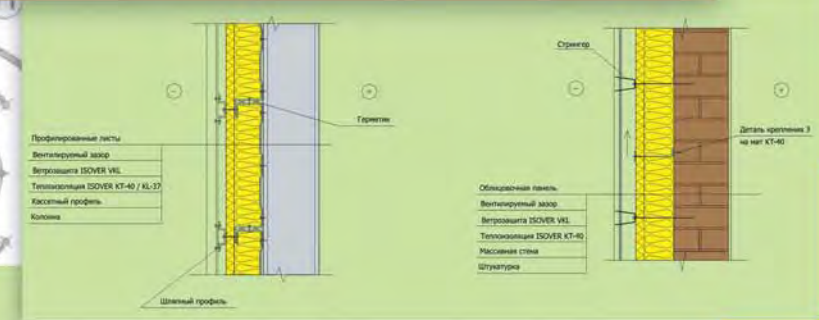 Стрингер
Герметик
Деталь крепления 3
на мат КТ-40
Профилированные листы
Вентилируемый зазор
Ветрозащита ISOVER VKL
Теплоизоляция ISOVER KT-40 / KL-37
Кассетный профиль
Колонна
Облицовочная панель
Вентилируемый зазор
Ветрозащита ISOVER VKL
Теплоизоляция ISOVER KT-40
Массивная стена
Штукатурка
Шляпный профиль